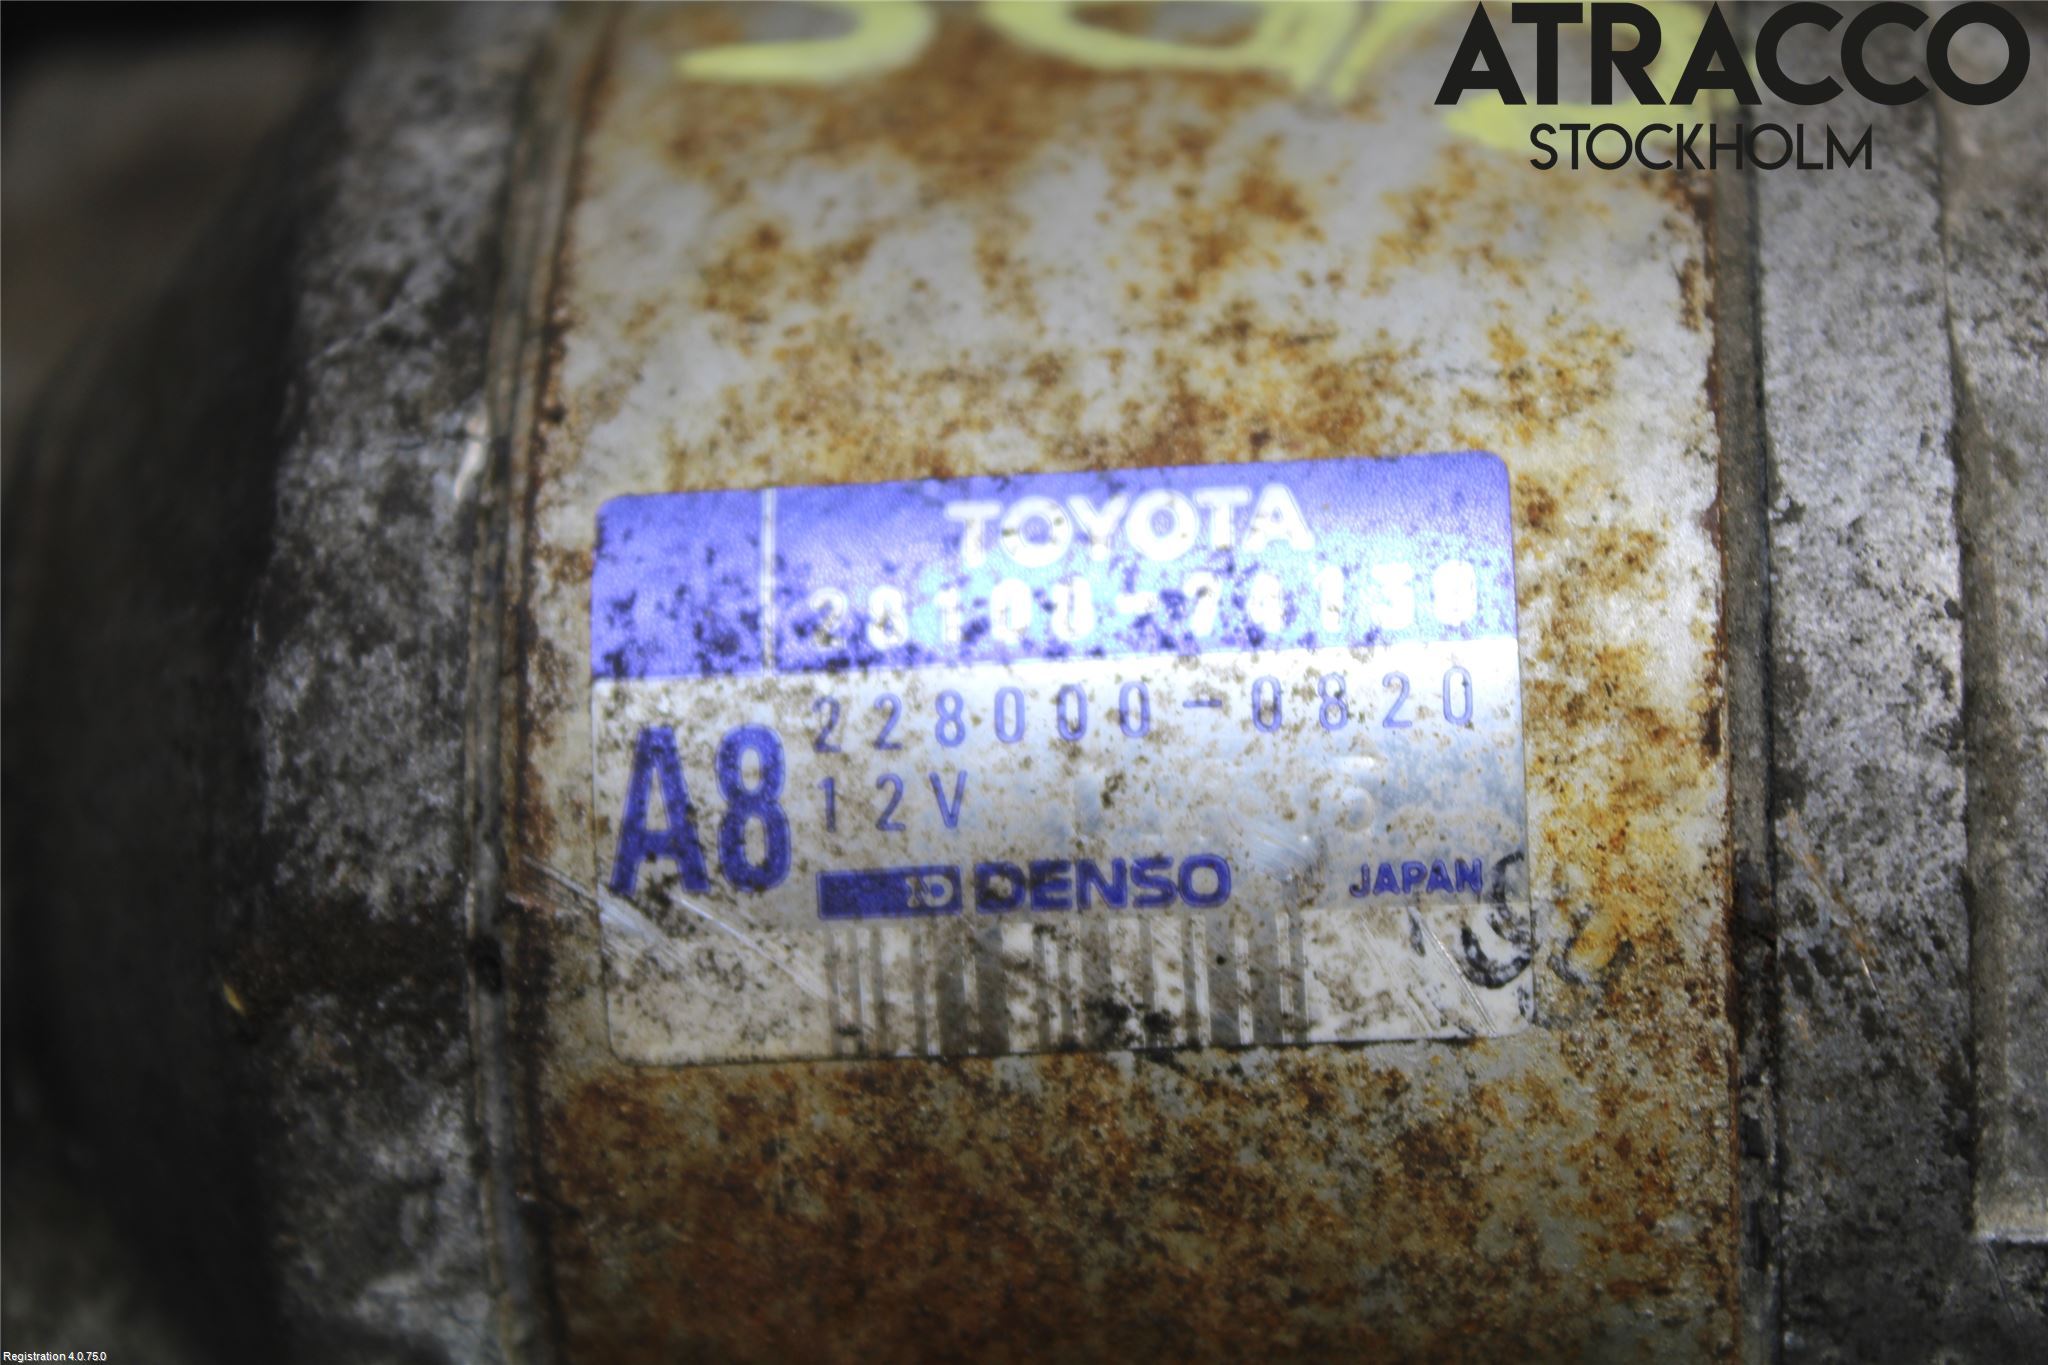 ATRACCO
STOCKHOLM
TOYOTA
228000-0820
A8
12V
DENSO
JAPAN
Registration 4.0.75.0